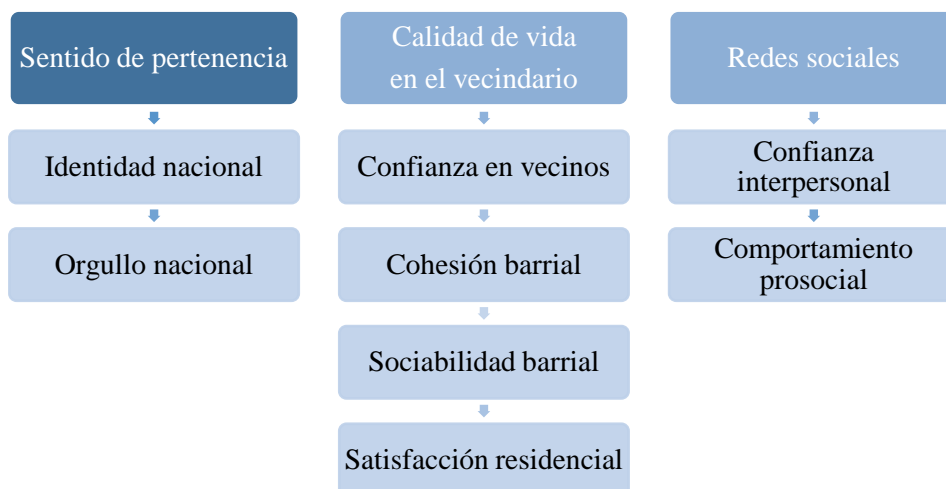 Sentido de pertenencia
Identidad nacional
Orgullo nacional
Calidad de vida
en el vecindario
Confianza en vecinos
Cohesión barrial
Sociabilidad barrial
Satisfacción residencial
Redes sociales
Confianza
interpersonal
Comportamiento
prosocial